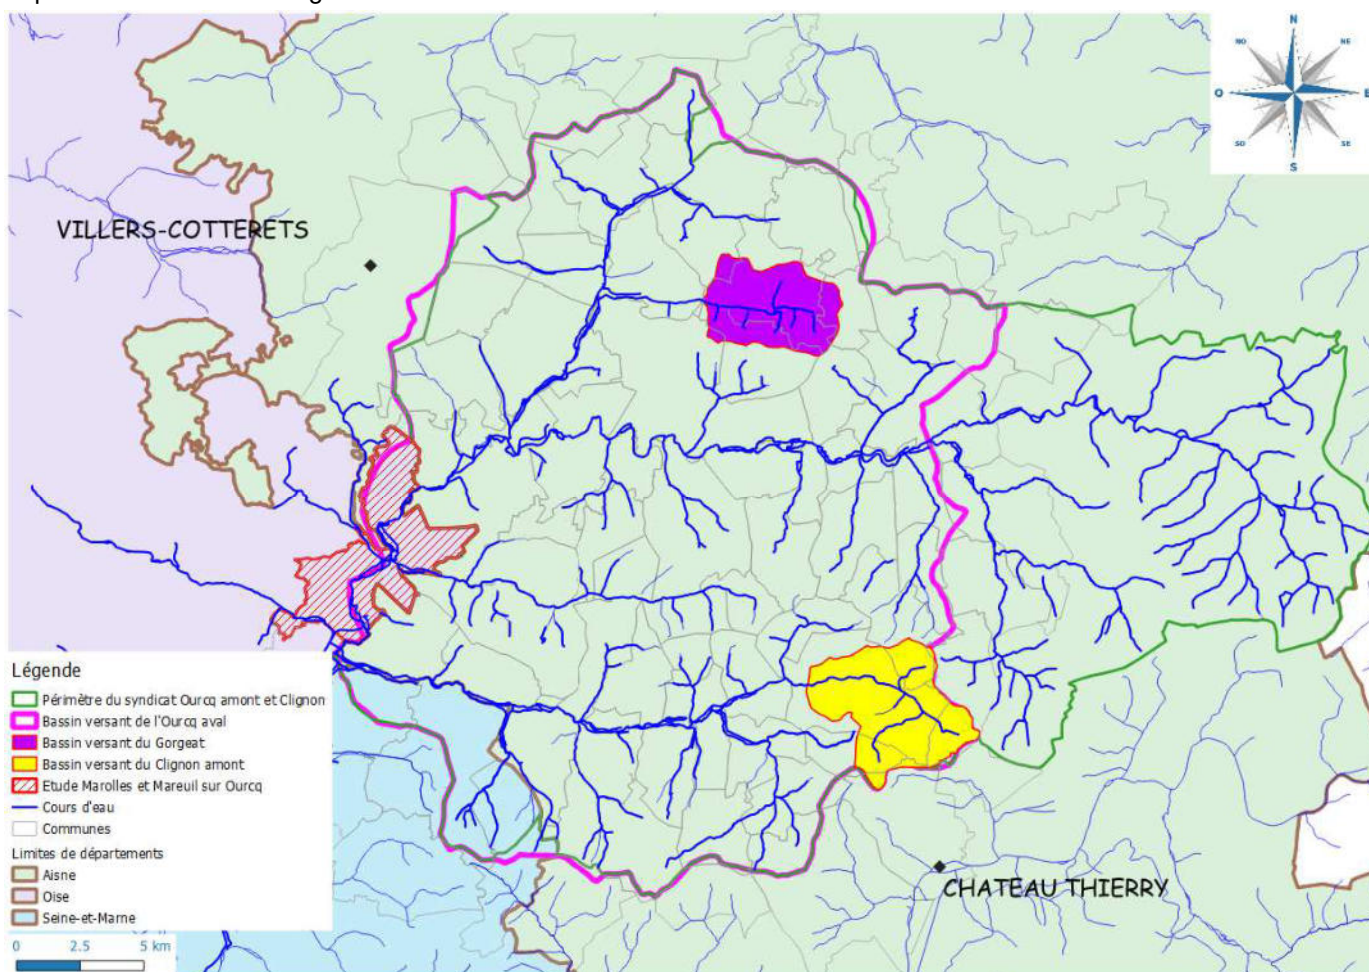 N
NO
NE
O
E
SO
SE
S
VILLERS-COTTERETS
CHATEAU THIERRY
Légende
Périmètre du syndicat Ourcq amont et Clignon
Bassin versant de l'Ourcq aval
Bassin versant du Gorgeat
Bassin versant du Clignon amont
Etude Marolles et Mareuil sur Ourcq
Cours d'eau
Communes
Limites de départements
Aisne
Oise
Seine-et-Marne
0 2.5 5 km